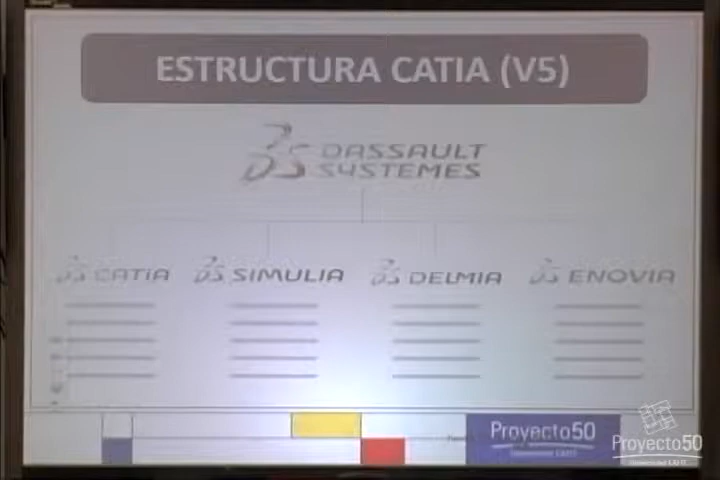 ESTRUCTURA CATIA (V5)
DASSAULT
SYSTEMES
CATIA
SIMULIA
DELMIA
ENOVIA
Proyecto50
Proyecto50